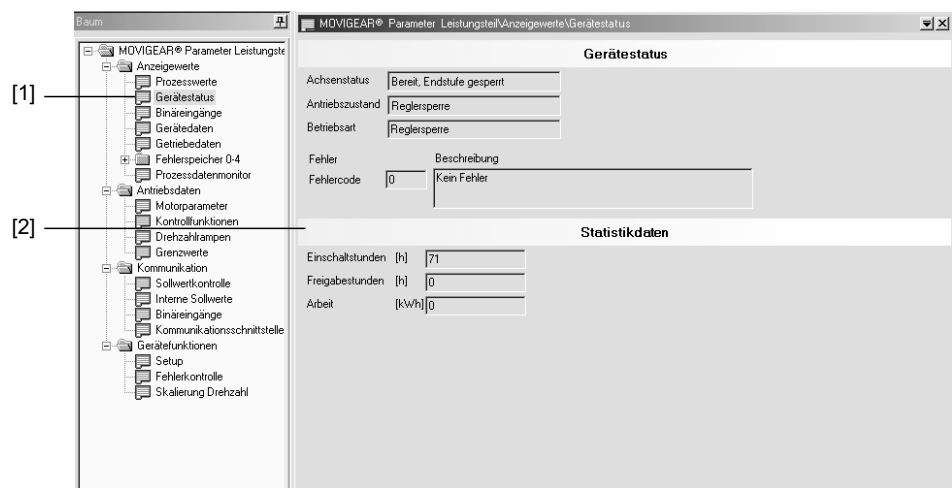 Baum
MOVIGEAR® Parameter Leistungste
Anzeigewerte
Prozesswerte
[1]
Gerätestatus
Binäreingänge
Gerätedaten
Getriebedaten
Fehlerspeicher 0-4
Prozessdatenmonitor
Antriebsdaten
Motorparameter
[2]
Kontrollfunktionen
Drehzahlrampen
Grenzwerte
Kommunikation
Sollwertkontrolle
Interne Sollwerte
Binäreingänge
Kommunikationsschnittstelle
Gerätefunktionen
Setup
Fehlerkontrolle
Skalierung Drehzahl
MOVIGEAR® Parameter Leistungsteil\Anzeigewerte\Gerätestatus
Gerätestatus
Achsenstatus Bereit, Endstufe gesperrt
Antriebszustand Reglersperre
Betriebsart Reglersperre
Fehler Beschreibung
Fehlercode 0 Kein Fehler
Statistikdaten
Einschaltstunden [h] 71
Freigabestunden [h] 0
Arbeit [kWh] 0